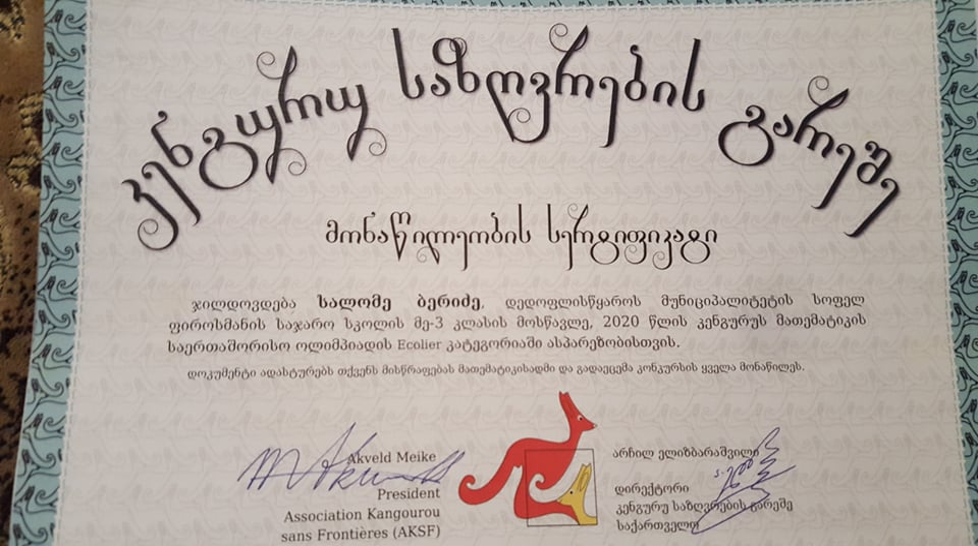 კენგურუ საზღვრების გარეშე
მონაწილეობის სერტიფიკატი
ჯილდოვდება სალომე ბერიძე, დედოფლისწყაროს მუნიციპალიტეტის სოფელ
ფიროსმანის საჯარო სკოლის მე-3 კლასის მოსწავლე, 2020 წლის კენგურუს მათემატიკის
საერთაშორისო ოლიმპიადის Ecolier კატეგორიაში ასპარეზობისთვის.
დოკუმენტი ადასტურებს თქვენს მისწრაფებას მათემატიკისადმი და გადაეცემა კონკურსის ყველა მონაწილეს.
Akveld Meike
President
Association Kangourou
sans Frontières (AKSF)
არჩილ ელიზბარაშვილი
დირექტორი
კენგურუ საზღვრების გარეშე
საქართველო